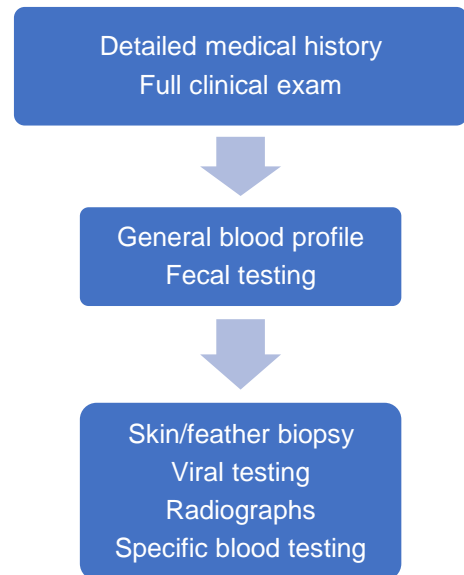 Detailed medical history
Full clinical exam
General blood profile
Fecal testing
Skin/feather biopsy
Viral testing
Radiographs
Specific blood testing